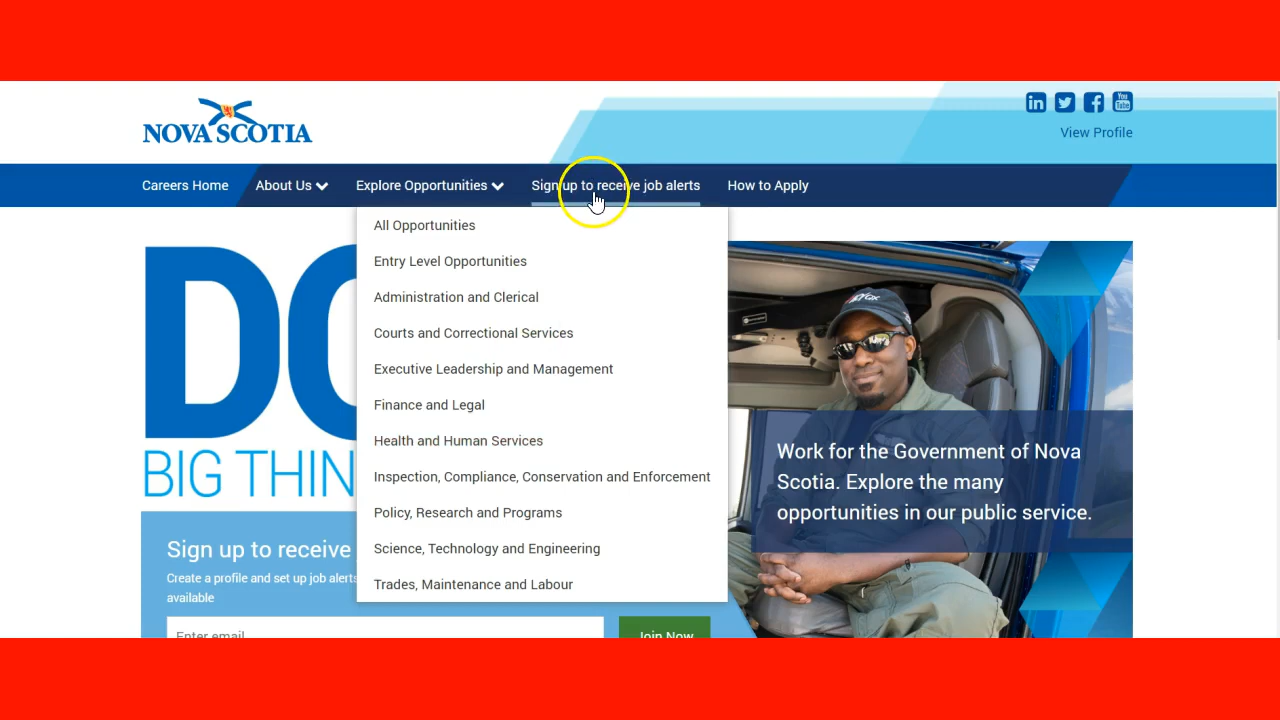 NOVA SCOTIA
You Tube
View Profile
Careers Home
About Us
Explore Opportunities
Sign up to receive job alerts
How to Apply
All Opportunities
Entry Level Opportunities
Administration and Clerical
Courts and Correctional Services
Executive Leadership and Management
Finance and Legal
Health and Human Services
Inspection, Compliance, Conservation and Enforcement
Policy, Research and Programs
Science, Technology and Engineering
Trades, Maintenance and Labour
DO
BIG THIN
Sign up to receive
Create a profile and set up job alerts
available
Enter email
Join Now
Work for the Government of Nova
Scotia. Explore the many
opportunities in our public service.